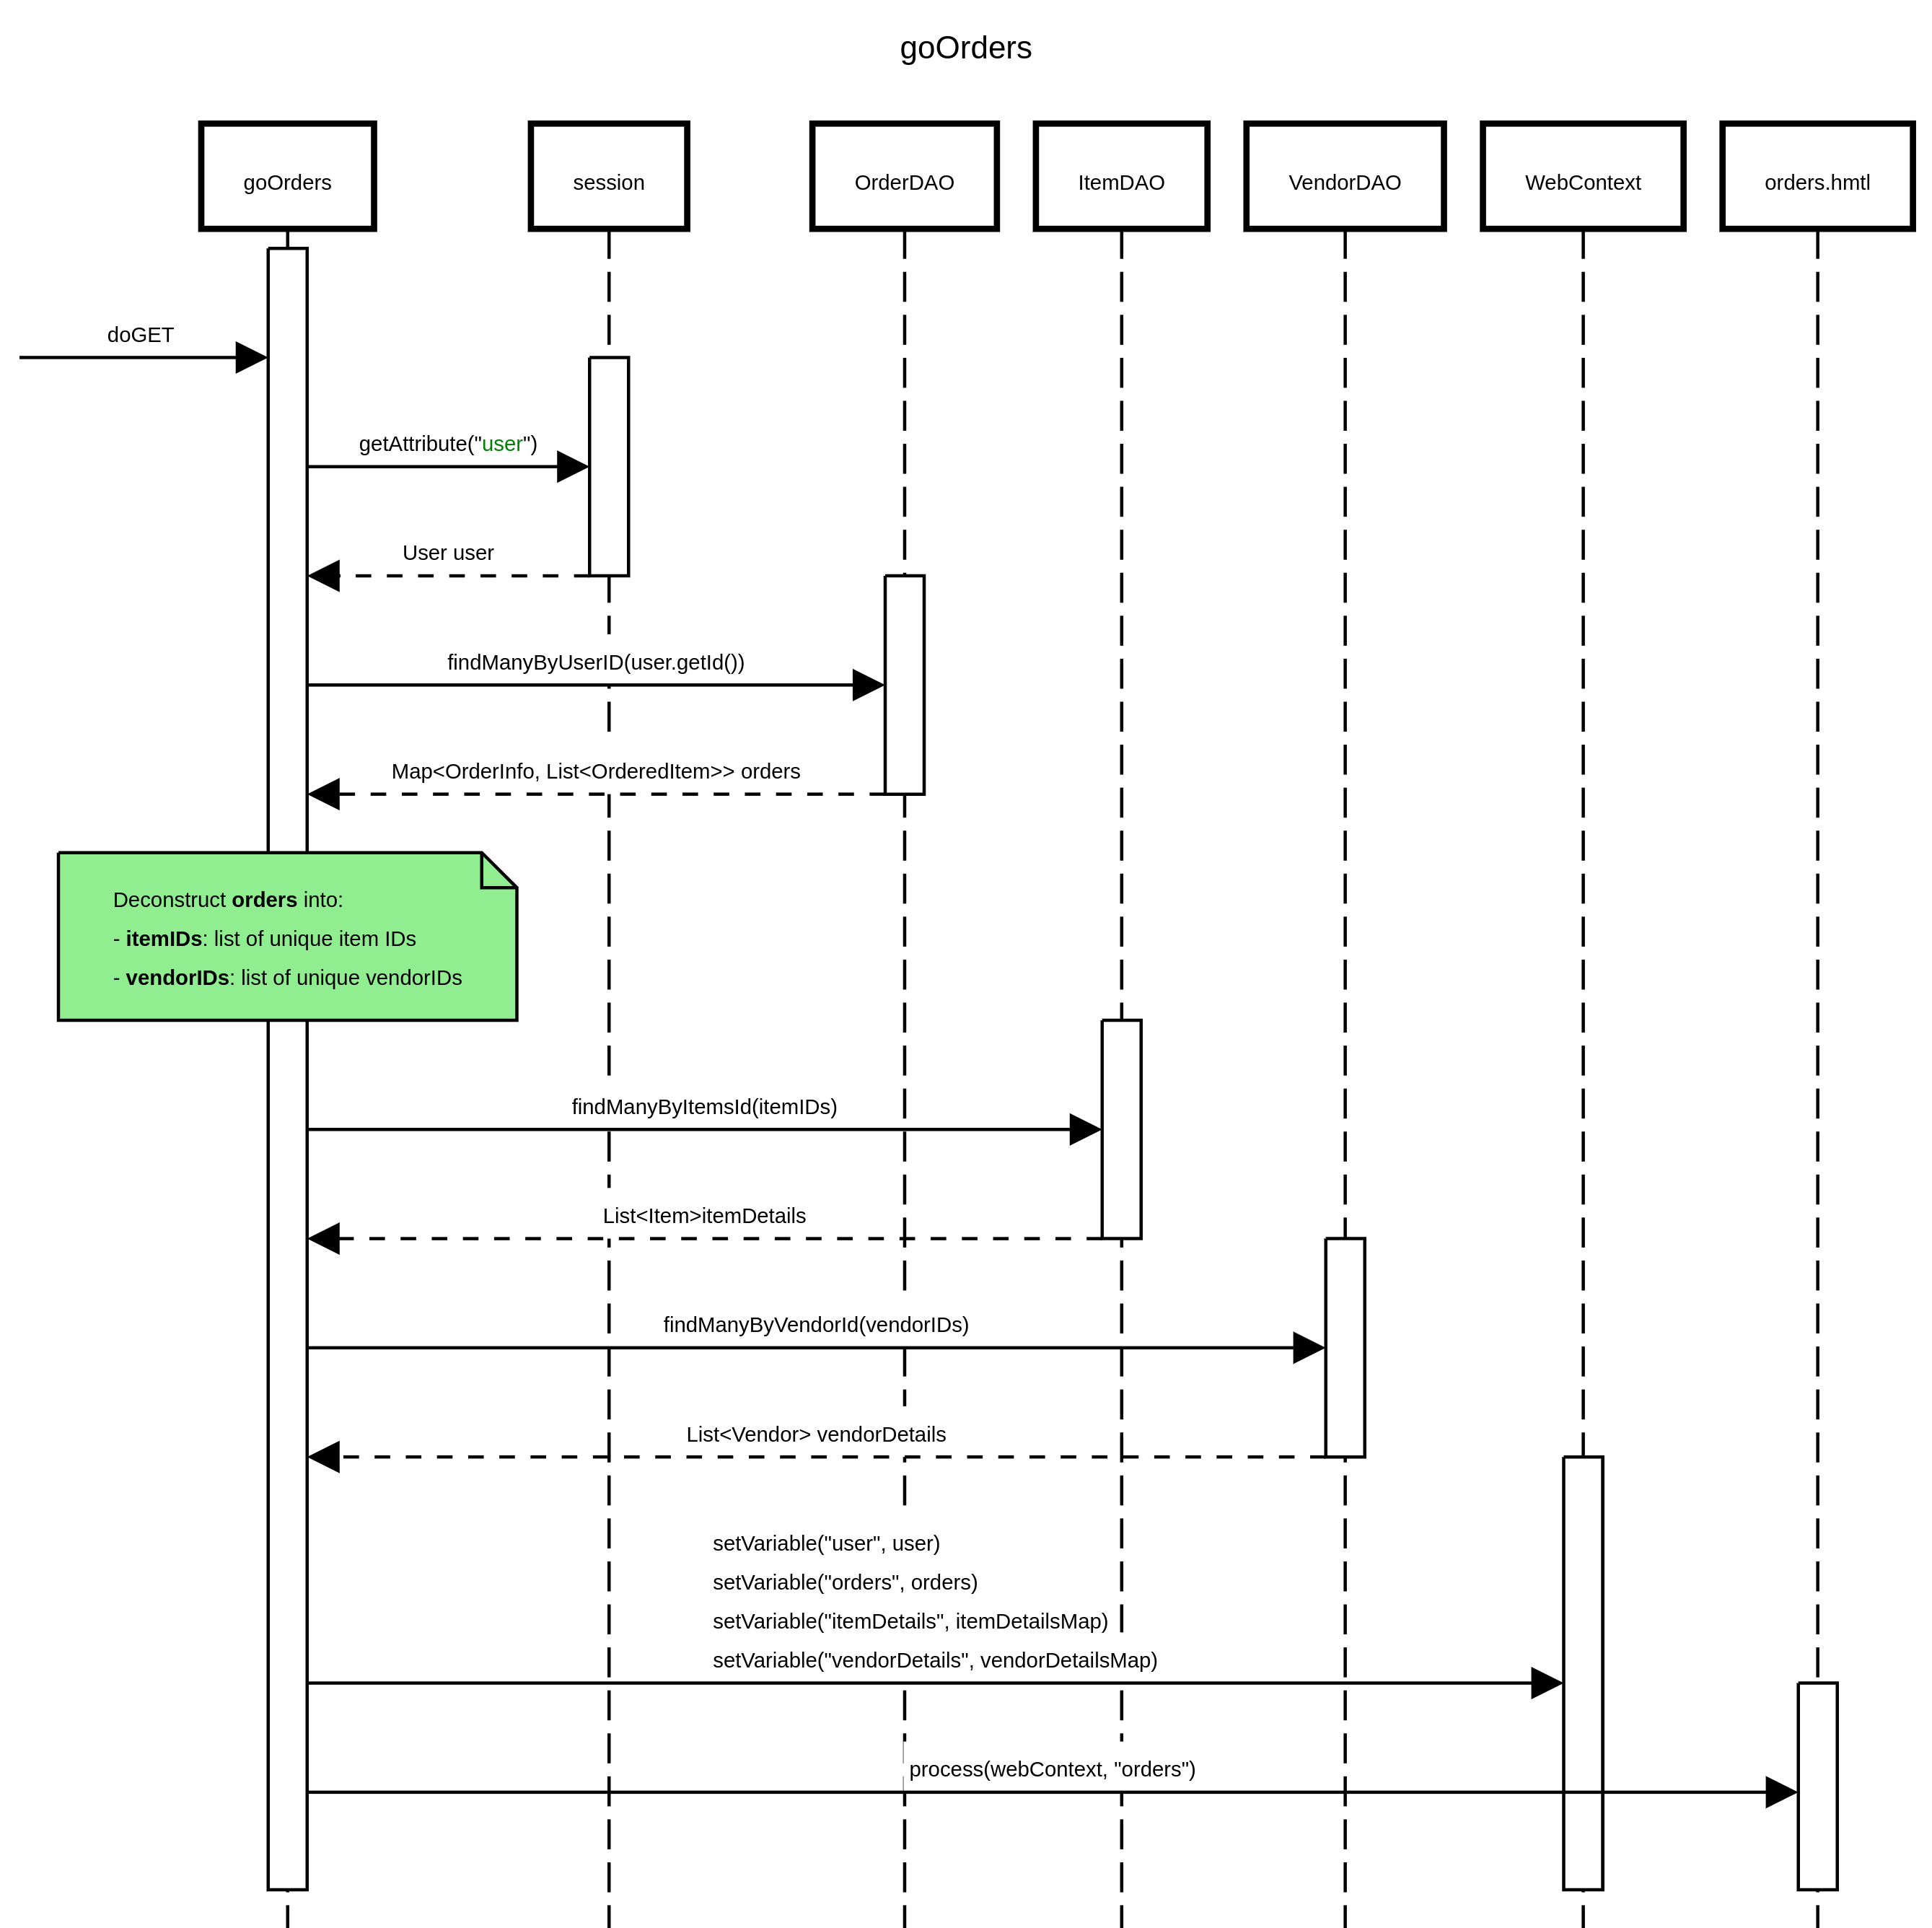 goOrders
goOrders
session
OrderDAO
ItemDAO
VendorDAO
WebContext
orders.hmtl
doGET
getAttribute("user")
User user
findManyByUserID(user.getId())
Map<OrderInfo, List<OrderedItem>> orders
Deconstruct orders into:
- itemIDs: list of unique item IDs
- vendorIDs: list of unique vendorIDs
findManyByItemsId(itemIDs)
List<Item>itemDetails
findManyByVendorId(vendorIDs)
List<Vendor> vendorDetails
setVariable("user", user)
setVariable("orders", orders)
setVariable("itemDetails", itemDetailsMap)
setVariable("vendorDetails", vendorDetailsMap)
process(webContext, "orders")